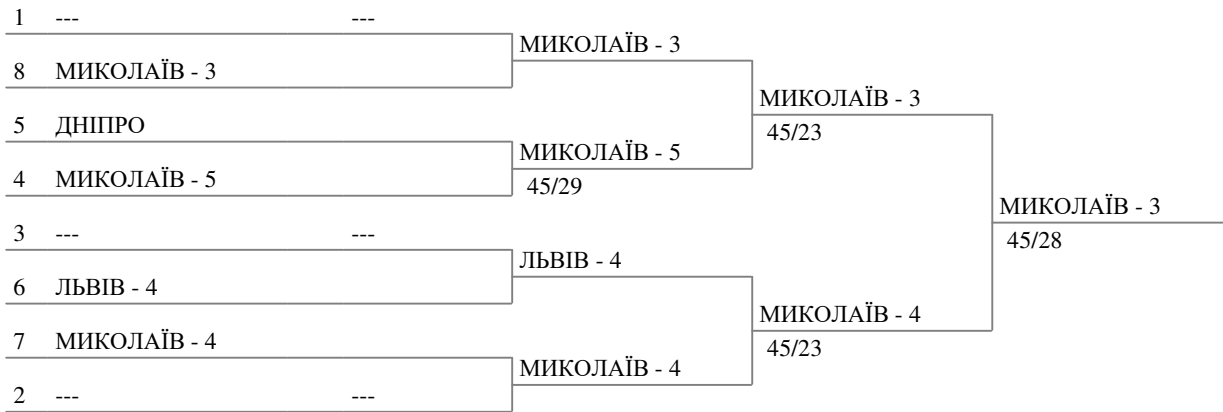 1 --- ---
МИКОЛАЇВ - 3
8 МИКОЛАЇВ - 3
МИКОЛАЇВ - 3
5 ДНІПРО
45/23
МИКОЛАЇВ - 5
4 МИКОЛАЇВ - 5
45/29
МИКОЛАЇВ - 3
3 --- ---
45/28
ЛЬВІВ - 4
6 ЛЬВІВ - 4
МИКОЛАЇВ - 4
7 МИКОЛАЇВ - 4
45/23
МИКОЛАЇВ - 4
2 --- ---